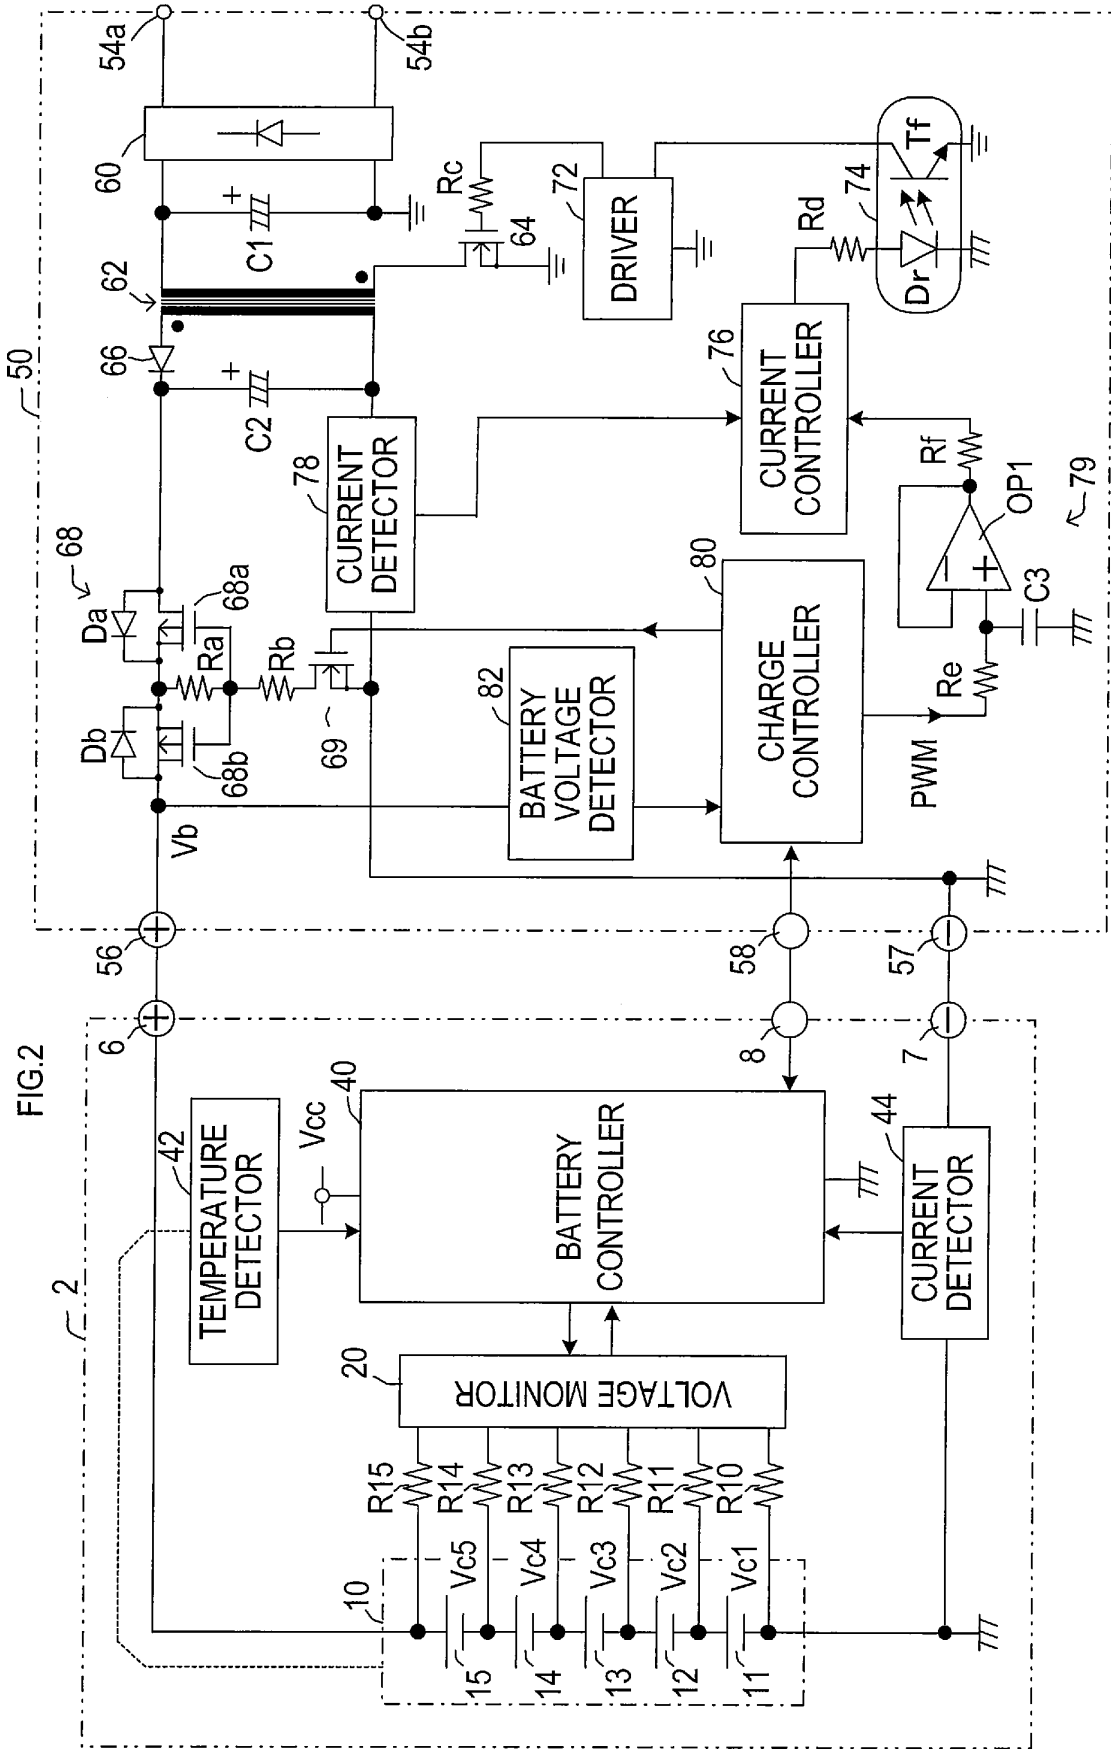 FIG.2
2
42
TEMPERATURE
DETECTOR
Vcc
40
BATTERY
CONTROLLER
20
VOLTAGE MONITOR
10
R15
R14
R13
R12
R11
R10
Vc5
Vc4
Vc3
Vc2
Vc1
15
14
13
12
11
44
CURRENT
DETECTOR
6
+
8
7
−
56
+
58
57
−
50
Vb
Db
Da
68
68b
68a
Ra
Rb
69
66
62
C2
+
C1
+
60
54a
54b
78
CURRENT
DETECTOR
82
BATTERY
VOLTAGE
DETECTOR
80
CHARGE
CONTROLLER
PWM
Re
C3
−
+
OP1
Rf
79
76
CURRENT
CONTROLLER
72
DRIVER
64
Rc
Rd
74
Dr
Tf